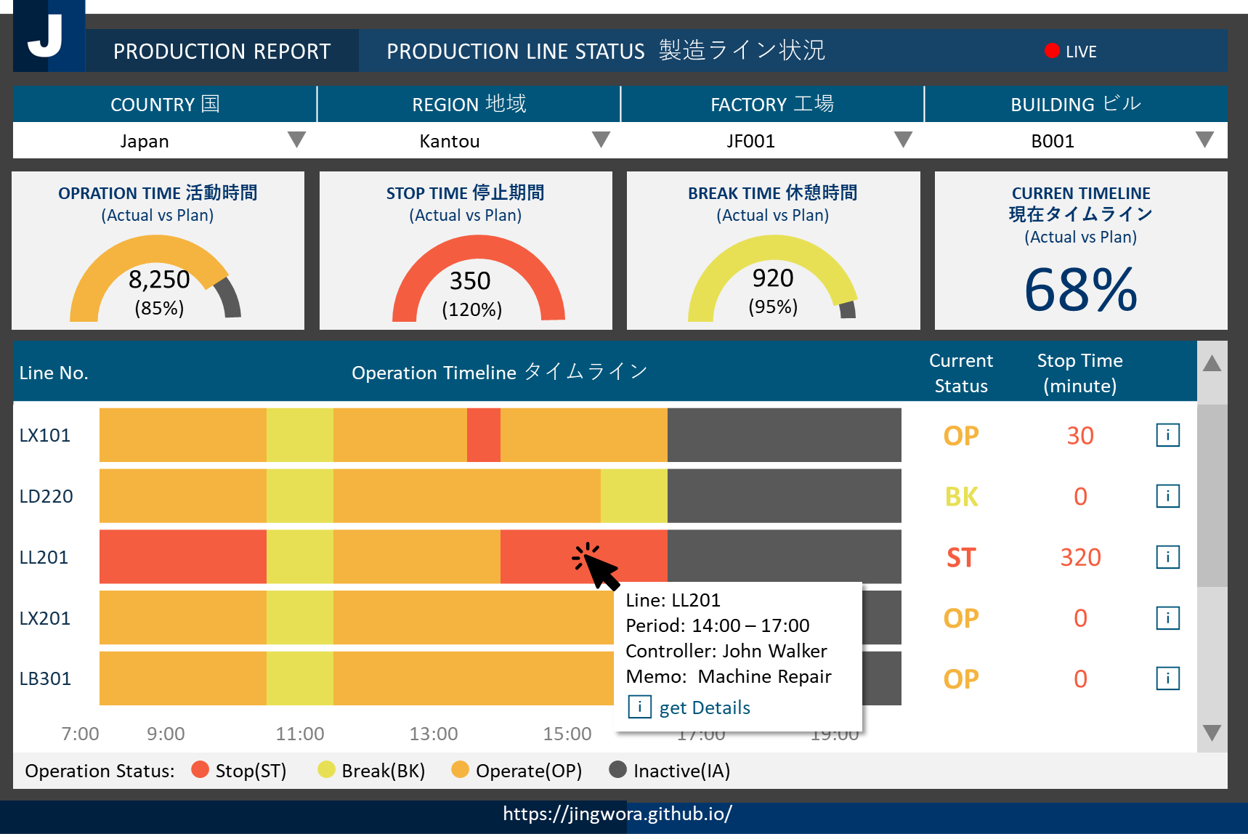 J
PRODUCTION REPORT
PRODUCTION LINE STATUS 製造ライン状況
LIVE
COUNTRY 国
REGION 地域
FACTORY 工場
BUILDING ビル
Japan
Kantou
JF001
B001
OPRATION TIME 活動時間
(Actual vs Plan)
8,250
(85%)
STOP TIME 停止期間
(Actual vs Plan)
350
(120%)
BREAK TIME 休憩時間
(Actual vs Plan)
920
(95%)
CURREN TIMELINE
現在タイムライン
(Actual vs Plan)
68%
Line No.
Operation Timeline タイムライン
Current
Status
Stop Time
(minute)
LX101
OP
30
i
LD220
BK
0
i
LL201
ST
320
i
Line: LL201
Period: 14:00 – 17:00
Controller: John Walker
Memo: Machine Repair
i get Details
LX201
OP
0
i
LB301
OP
0
i
7:00 9:00 11:00 13:00 15:00 17:00 19:00
Operation Status: Stop(ST) Break(BK) Operate(OP) Inactive(IA)
https://jingwora.github.io/